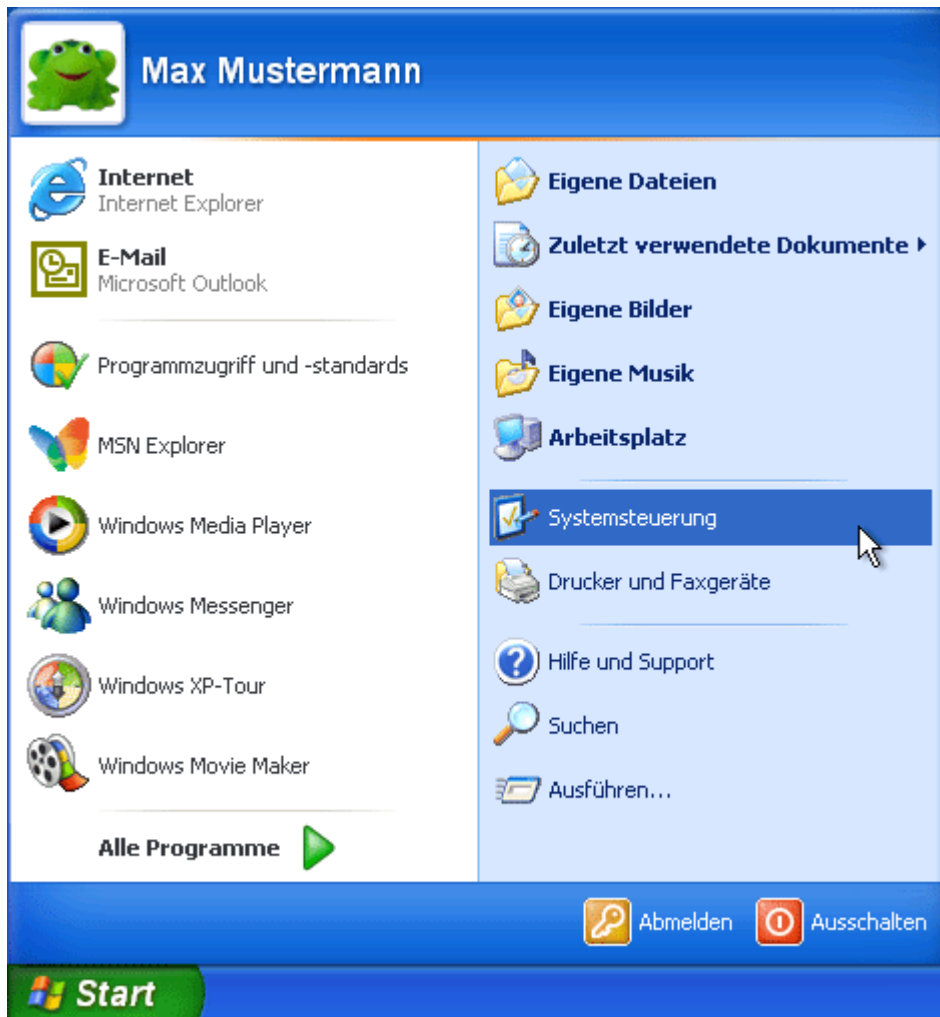 Max Mustermann
Internet
Internet Explorer
E-Mail
Microsoft Outlook
Programmzugriff und -standards
MSN Explorer
Windows Media Player
Windows Messenger
Windows XP-Tour
Windows Movie Maker
Alle Programme
Eigene Dateien
Zuletzt verwendete Dokumente
Eigene Bilder
Eigene Musik
Arbeitsplatz
Systemsteuerung
Drucker und Faxgeräte
Hilfe und Support
Suchen
Ausführen...
Abmelden
Ausschalten
Start